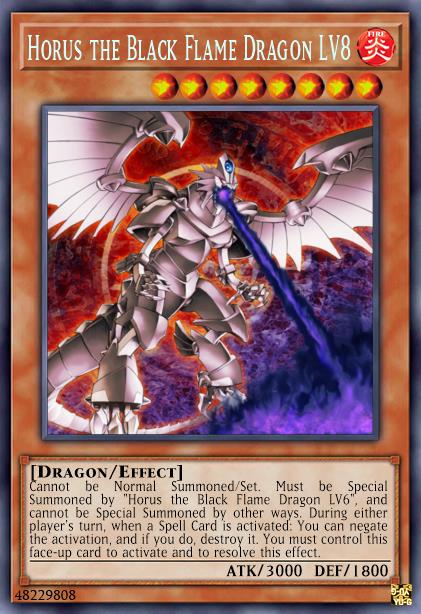 HORUS THE BLACK FLAME DRAGON LV8
FIRE
炎
[DRAGON/EFFECT]
Cannot be Normal Summoned/Set. Must be Special
Summoned by "Horus the Black Flame Dragon LV6", and
cannot be Special Summoned by other ways. During either
player's turn, when a Spell Card is activated: You can negate
the activation, and if you do, destroy it. You must control this
face-up card to activate and to resolve this effect.
ATK/3000 DEF/1800
48229808